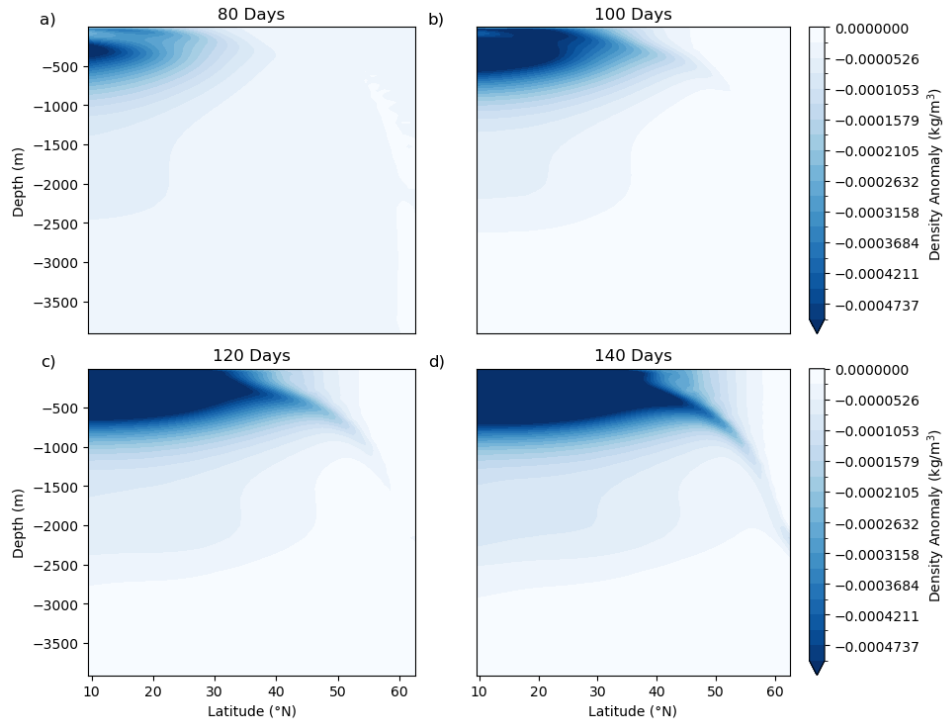 a)
80 Days
b)
100 Days
Depth (m)
−500
−1000
−1500
−2000
−2500
−3000
−3500
0.0000000
−0.0000526
−0.0001053
−0.0001579
−0.0002105
−0.0002632
−0.0003158
−0.0003684
−0.0004211
−0.0004737
Density Anomaly (kg/m³)
c)
120 Days
d)
140 Days
Depth (m)
−500
−1000
−1500
−2000
−2500
−3000
−3500
10 20 30 40 50 60
Latitude (°N)
10 20 30 40 50 60
Latitude (°N)
0.0000000
−0.0000526
−0.0001053
−0.0001579
−0.0002105
−0.0002632
−0.0003158
−0.0003684
−0.0004211
−0.0004737
Density Anomaly (kg/m³)